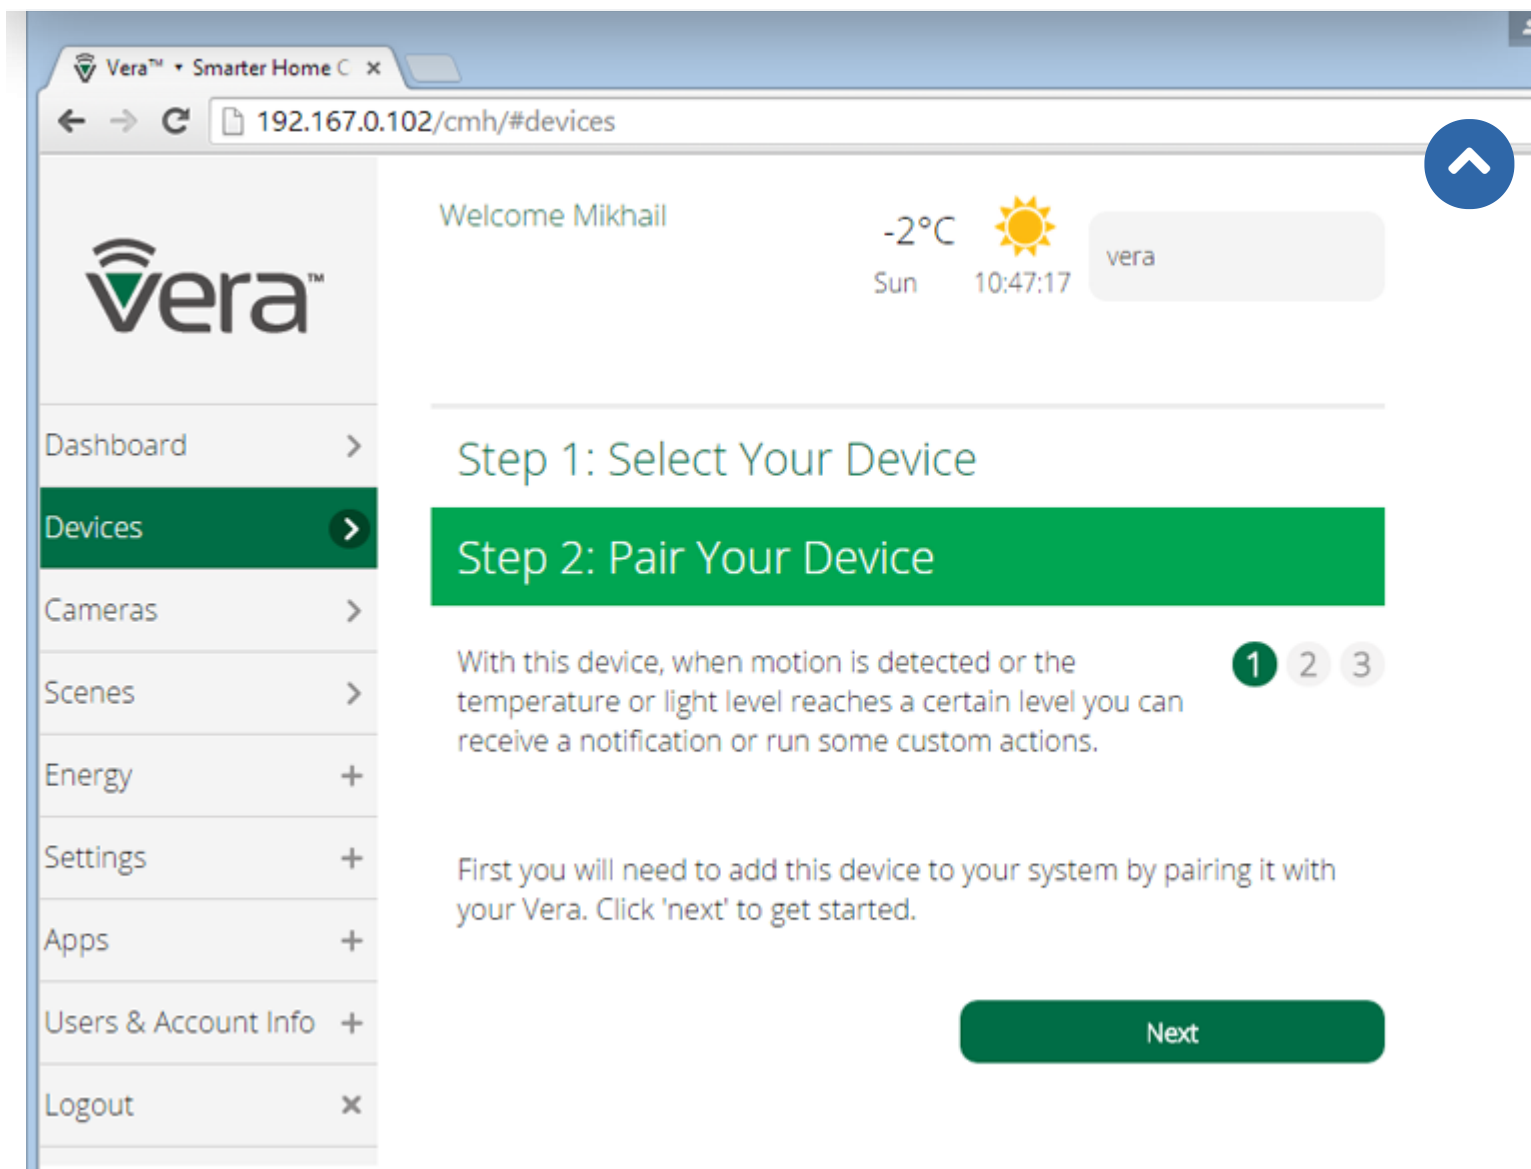 Vera™ • Smarter Home C
192.167.0.102/cmh/#devices
vera™
Welcome Mikhail
-2°C
Sun 10:47:17
vera
Dashboard
Devices
Cameras
Scenes
Energy
Settings
Apps
Users & Account Info
Logout
Step 1: Select Your Device
Step 2: Pair Your Device
With this device, when motion is detected or the
temperature or light level reaches a certain level you can
receive a notification or run some custom actions.
1 2 3
First you will need to add this device to your system by pairing it with
your Vera. Click 'next' to get started.
Next